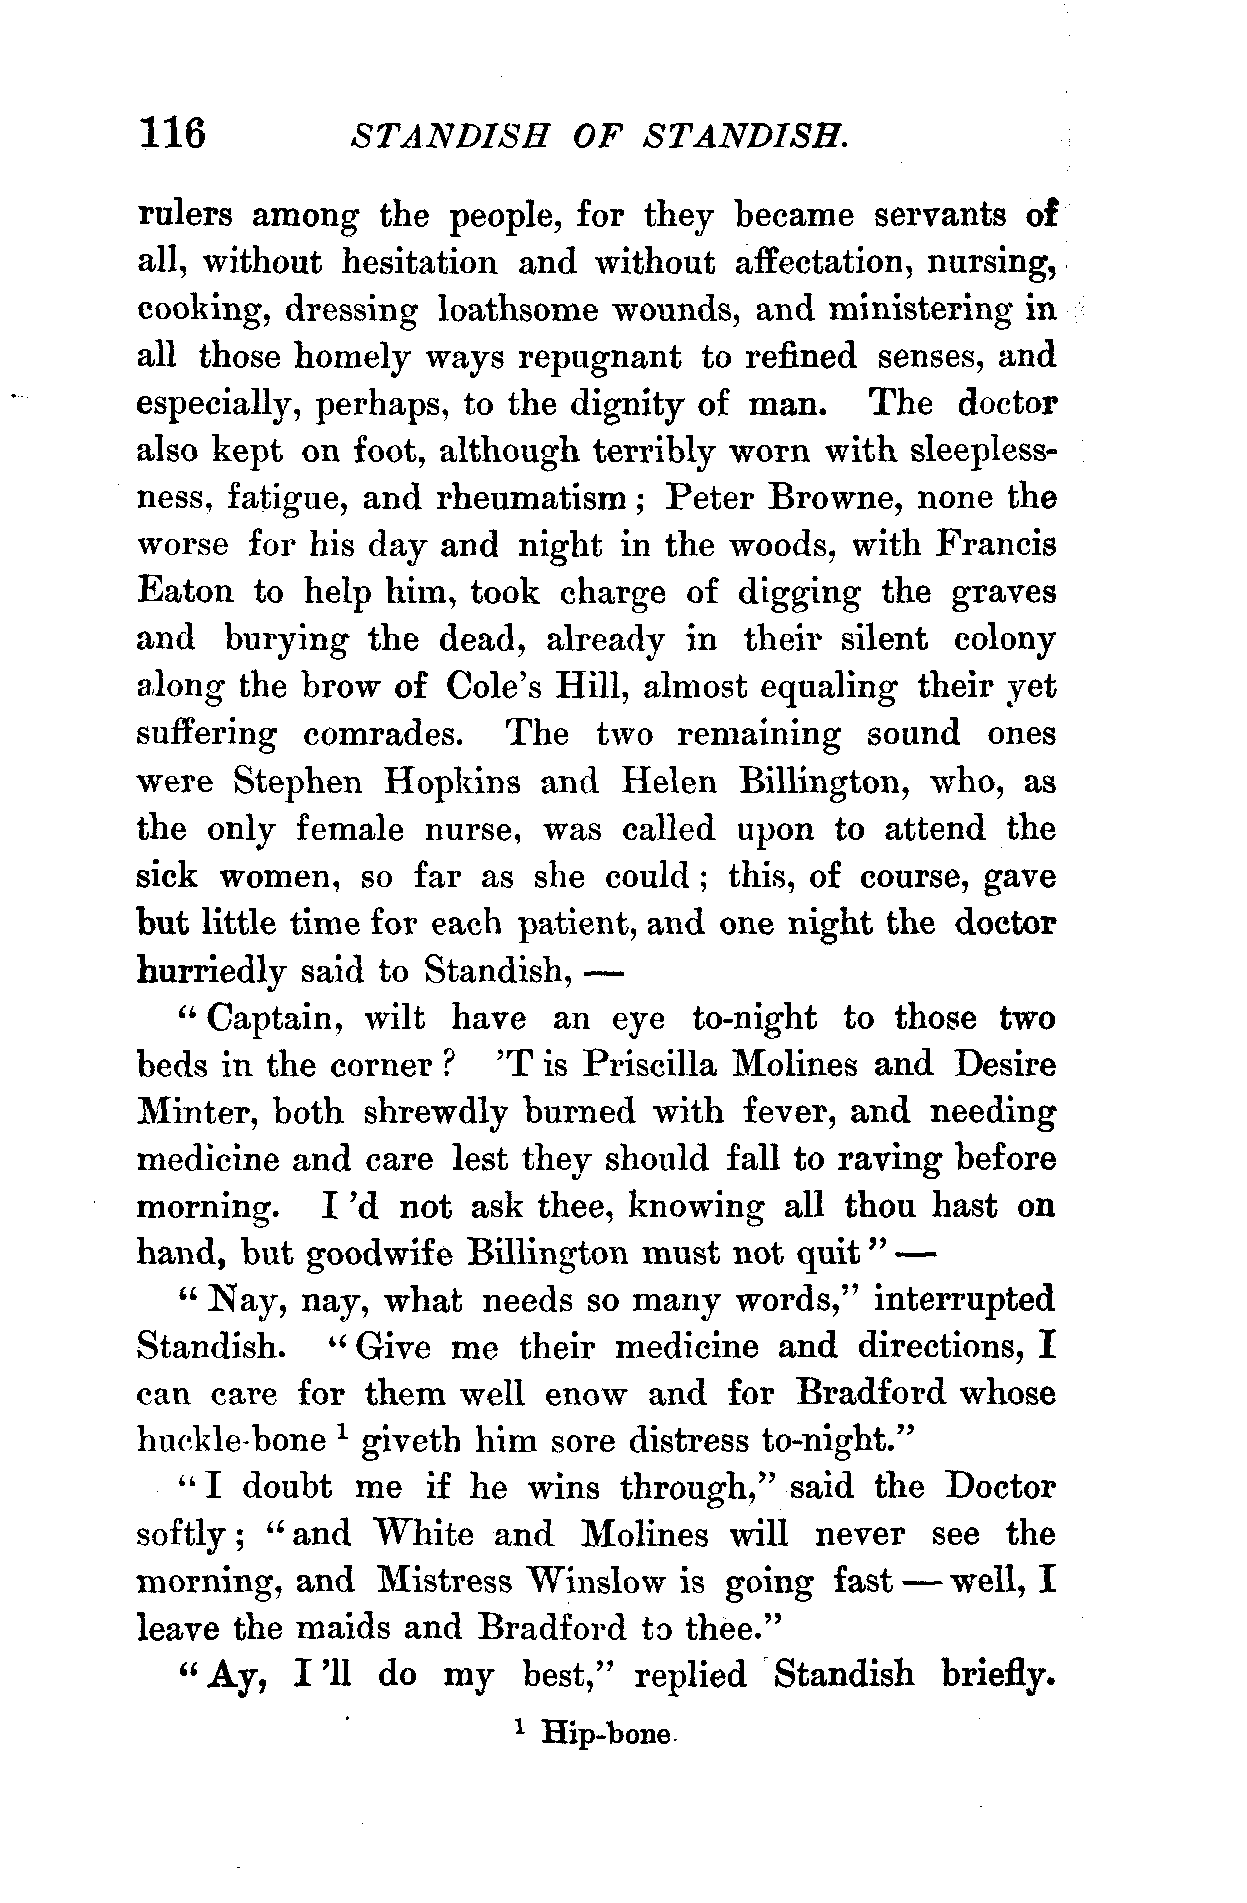 116 STANDISH OF STANDISH.
rulers among the people, for they became servants of
all, without hesitation and without affectation, nursing,
cooking, dressing loathsome wounds, and ministering in
all those homely ways repugnant to refined senses, and
especially, perhaps, to the dignity of man. The doctor
also kept on foot, although terribly worn with sleepless-
ness, fatigue, and rheumatism ; Peter Browne, none the
worse for his day and night in the woods, with Francis
Eaton to help him, took charge of digging the graves
and burying the dead, already in their silent colony
along the brow of Cole's Hill, almost equaling their yet
suffering comrades. The two remaining sound ones
were Stephen Hopkins and Helen Billington, who, as
the only female nurse, was called upon to attend the
sick women, so far as she could ; this, of course, gave
but little time for each patient, and one night the doctor
hurriedly said to Standish, —
" Captain, wilt have an eye to-night to those two
beds in the corner ? 'T is Priscilla Molines and Desire
Minter, both shrewdly burned with fever, and needing
medicine and care lest they should fall to raving before
morning. I 'd not ask thee, knowing all thou hast on
hand, but goodwife Billington must not quit " —
" Nay, nay, what needs so many words," interrupted
Standish. " Give me their medicine and directions, I
can care for them well enow and for Bradford whose
huckle-bone ¹ giveth him sore distress to-night."
" I doubt me if he wins through," said the Doctor
softly ; " and White and Molines will never see the
morning, and Mistress Winslow is going fast — well, I
leave the maids and Bradford to thee."
" Ay, I 'll do my best," replied Standish briefly.
¹ Hip-bone.